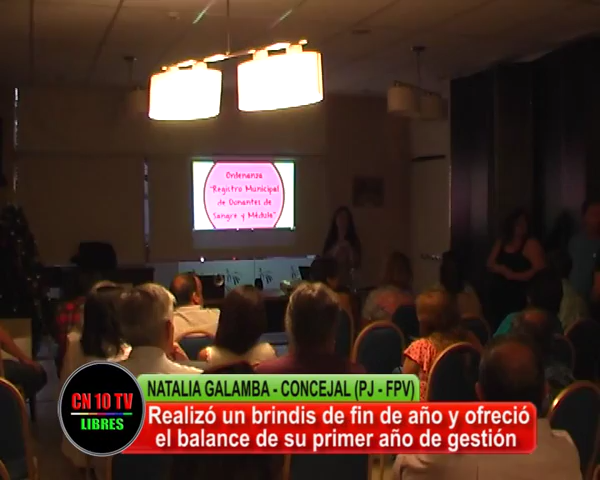 Ordenanza
"Registro Municipal
de Donantes de
Sangre y Médula"
CN 10 TV
LIBRES
NATALIA GALAMBA - CONCEJAL (PJ - FPV)
Realizó un brindis de fin de año y ofreció
el balance de su primer año de gestión